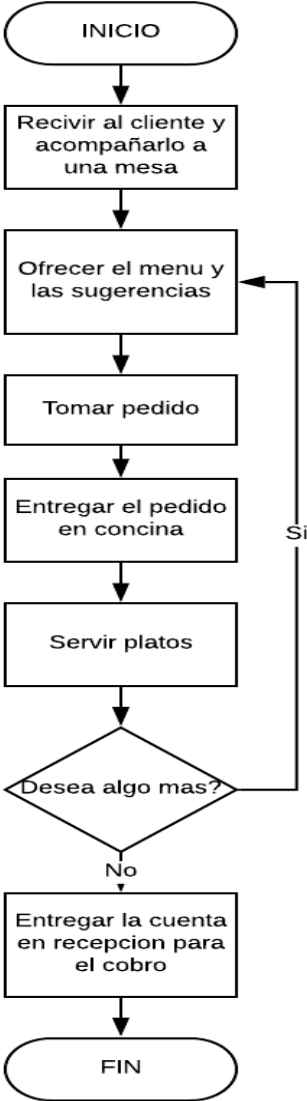 INICIO
Recivir al cliente y
acompañarlo a
una mesa
Ofrecer el menu y
las sugerencias
Tomar pedido
Entregar el pedido
en concina
Si
Servir platos
Desea algo mas?
No
Entregar la cuenta
en recepcion para
el cobro
FIN